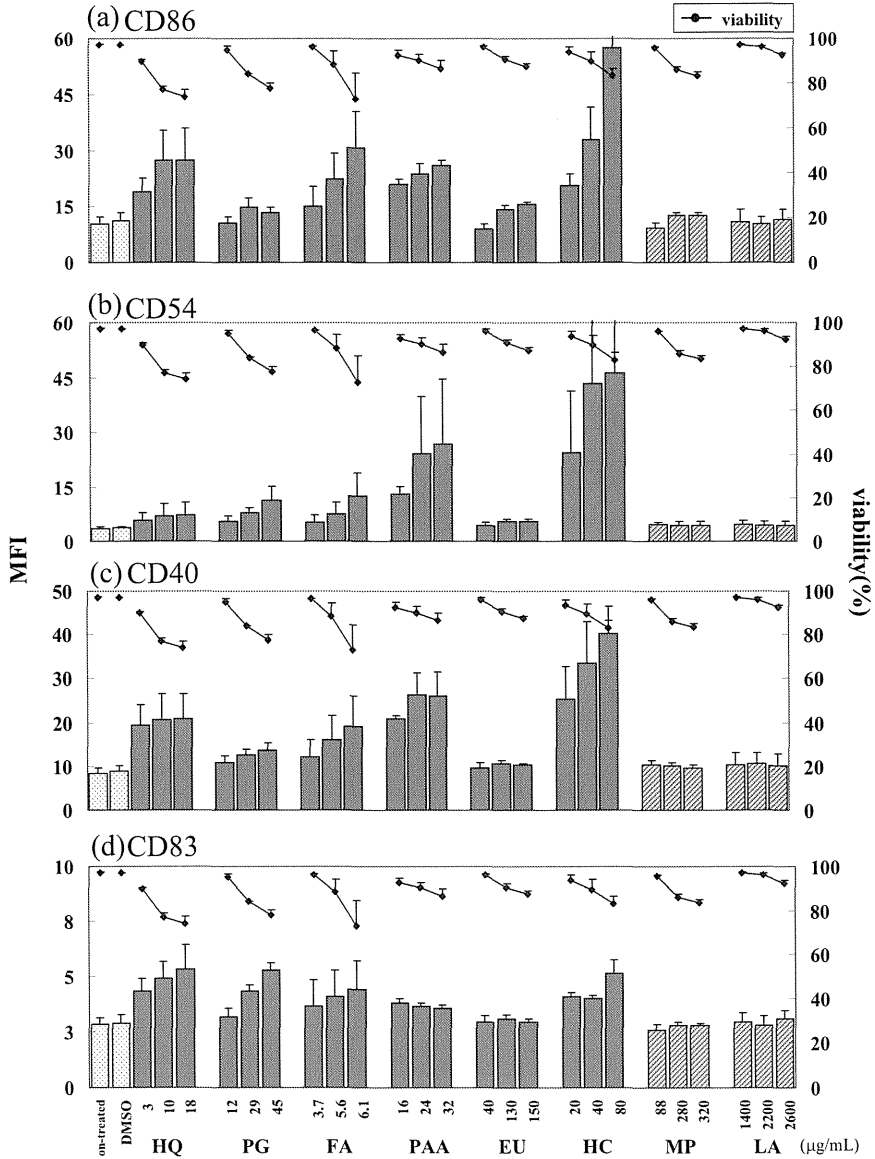 (a) CD86
viability
60
45
30
15
0
100
80
60
40
20
0
(b) CD54
60
45
30
15
0
100
80
60
40
20
0
MFI
viability(%)
(c) CD40
50
40
30
20
10
0
100
80
60
40
20
0
(d) CD83
10
8
5
3
0
100
80
60
40
20
0
on-treated
DMSO
3 10 18
12 29 45
3.7 5.6 6.1
16 24 32
40 130 150
20 40 80
88 280 320
1400 2200 2600
HQ PG FA PAA EU HC MP LA (μg/mL)